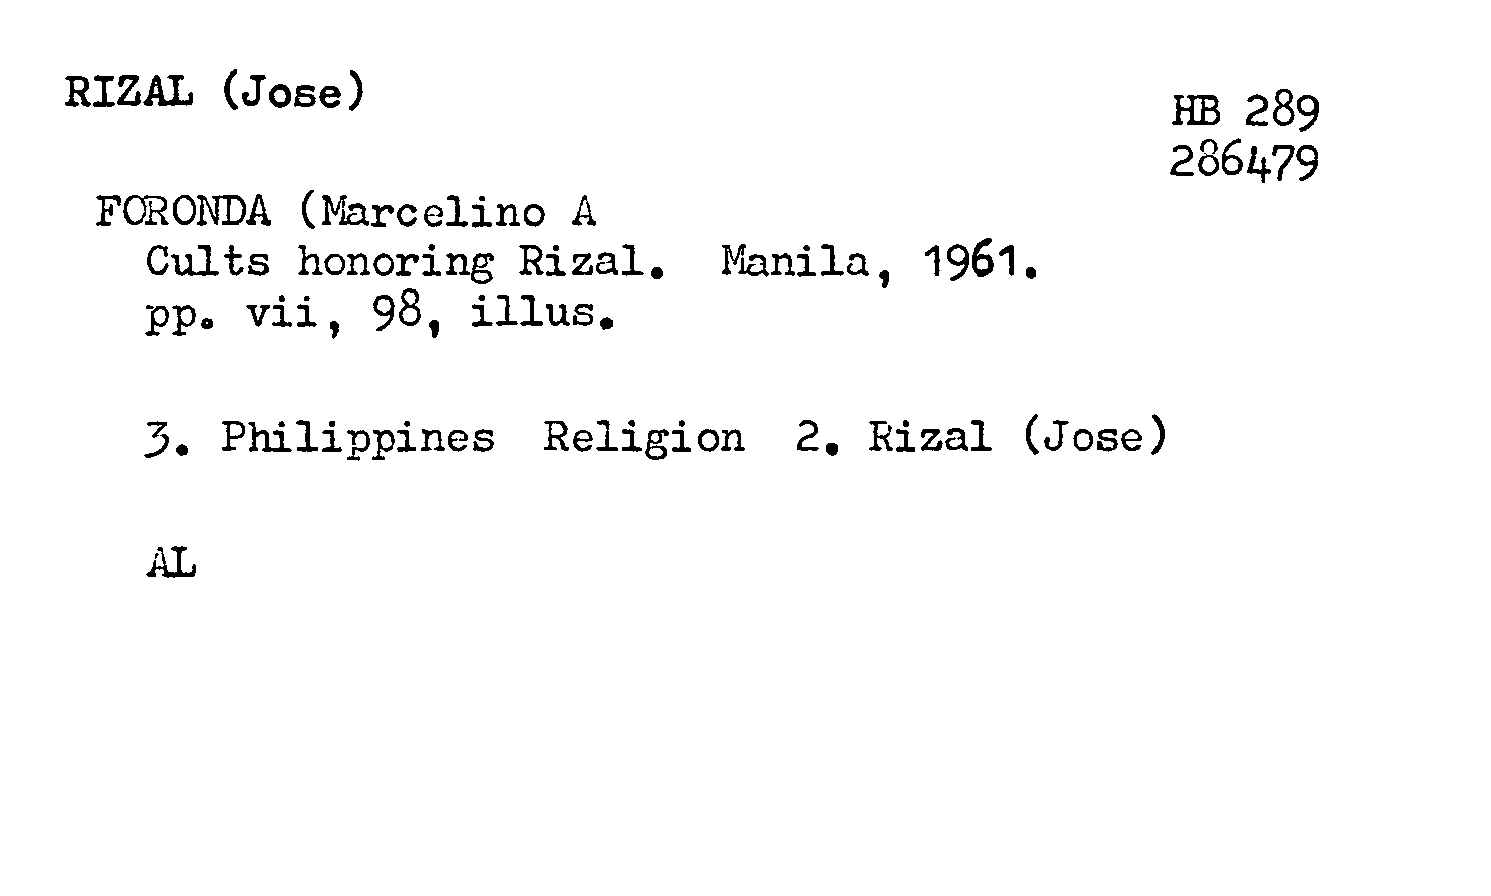 RIZAL (Jose)
HB 289
286479
FORONDA (Marcelino A
Cults honoring Rizal. Manila, 1961.
pp. vii, 98, illus.
3. Philippines Religion 2. Rizal (Jose)
AL